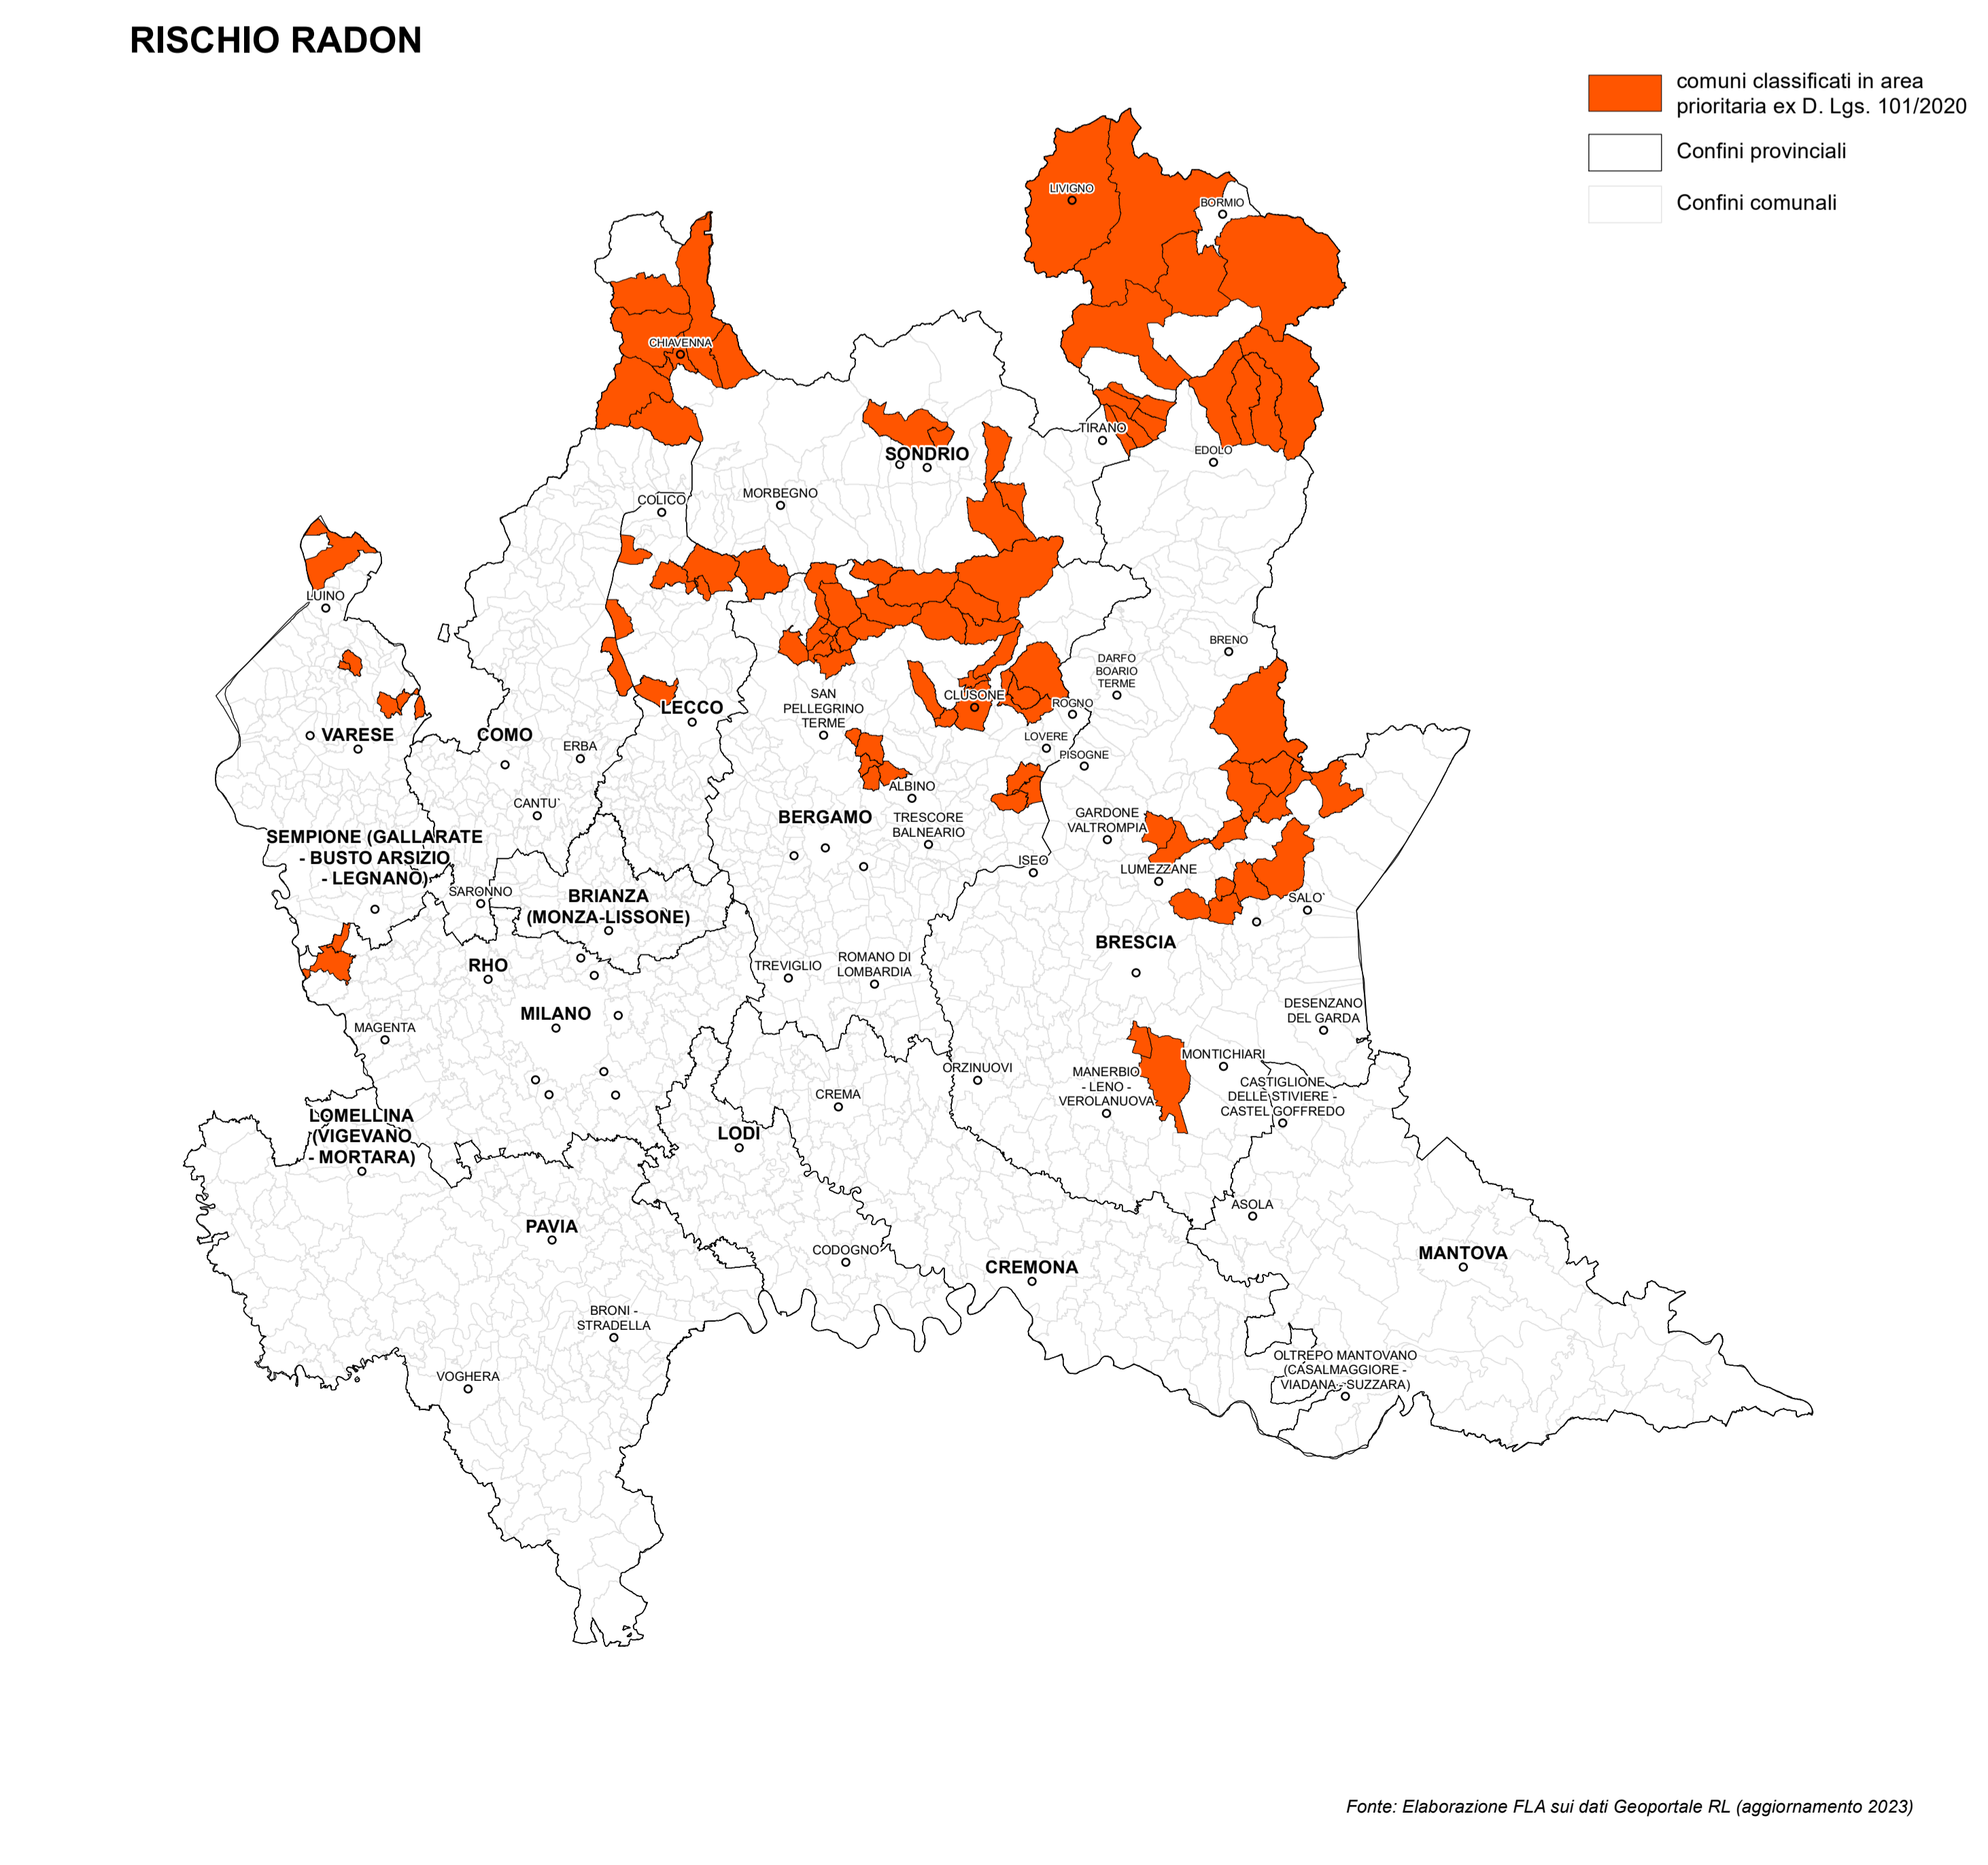 RISCHIO RADON
comuni classificati in area
prioritaria ex D. Lgs. 101/2020
Confini provinciali
Confini comunali
LIVIGNO
BORMIO
CHIAVENNA
TIRANO
SONDRIO
EDOLO
COLICO
MORBEGNO
LUINO
BRENO
DARFO
BOARIO
TERME
SAN
PELLEGRINO
TERME
CLUSONE
ROGNO
LECCO
VARESE
COMO
ERBA
LOVERE
PISOGNE
ALBINO
CANTU`
BERGAMO
TRESCORE
BALNEARIO
GARDONE
VALTROMPIA
SEMPIONE (GALLARATE
- BUSTO ARSIZIO
- LEGNANO)
ISEO
LUMEZZANE
SARONNO
BRIANZA
(MONZA-LISSONE)
SALO`
BRESCIA
RHO
TREVIGLIO
ROMANO DI
LOMBARDIA
MILANO
MAGENTA
DESENZANO
DEL GARDA
ORZINUOVI
MANERBIO
- LENO -
VEROLANUOVA
MONTICHIARI
CASTIGLIONE
DELLE STIVIERE -
CASTEL GOFFREDO
CREMA
LOMELLINA
(VIGEVANO
- MORTARA)
LODI
ASOLA
PAVIA
CODOGNO
CREMONA
MANTOVA
BRONI -
STRADELLA
VOGHERA
OLTREPO MANTOVANO
(CASALMAGGIORE -
VIADANA - SUZZARA)
Fonte: Elaborazione FLA sui dati Geoportale RL (aggiornamento 2023)